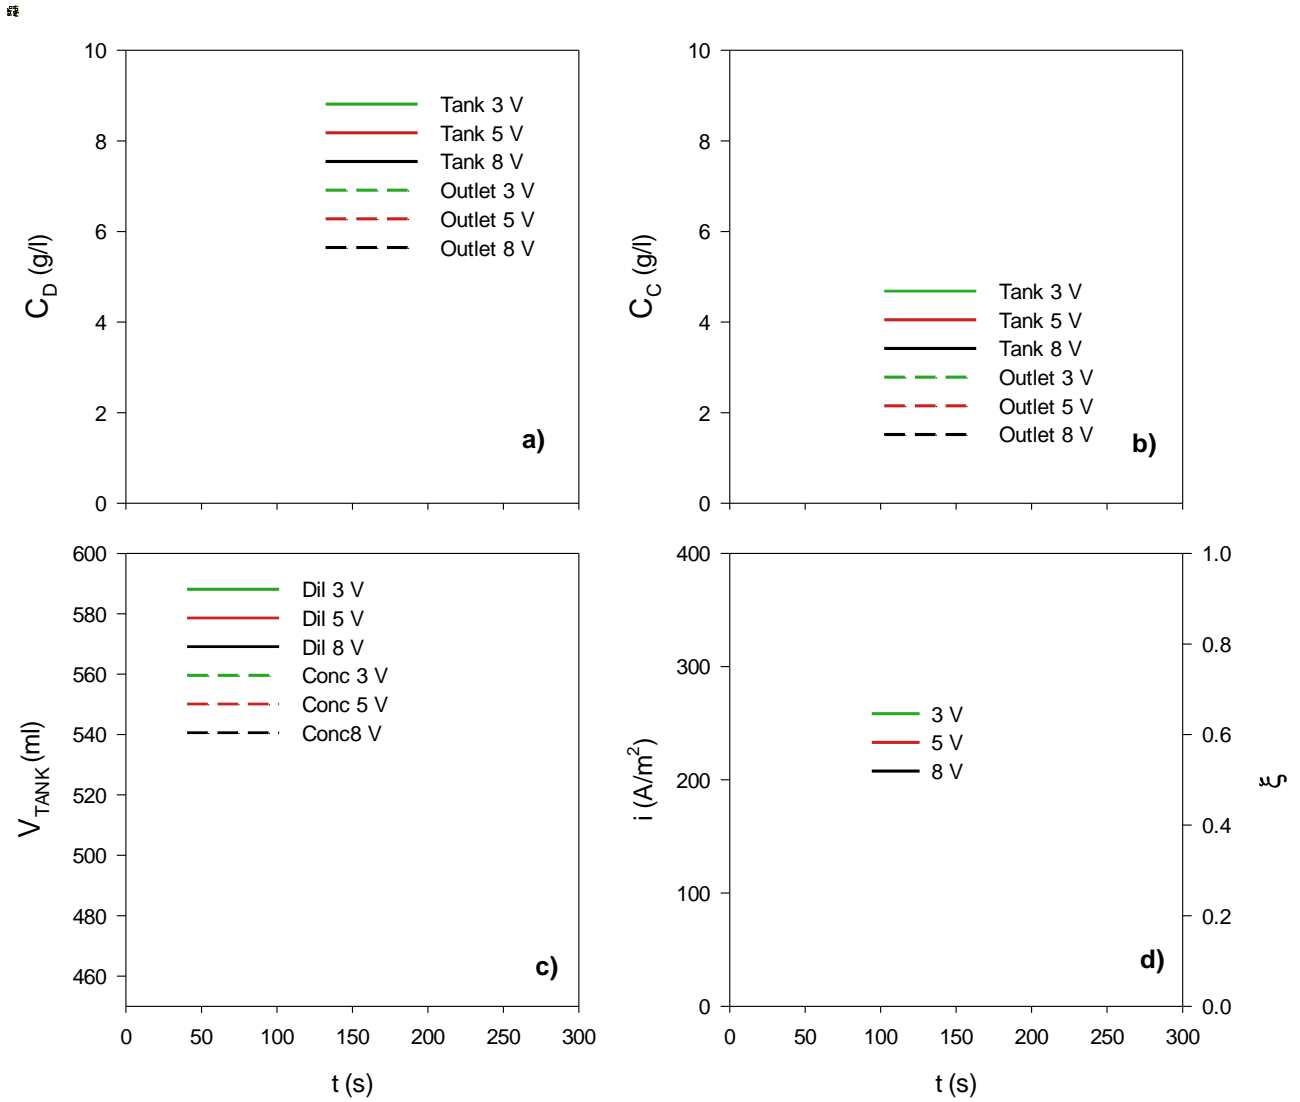 10
8
6
4
2
0
C_D (g/l)
Tank 3 V
Tank 5 V
Tank 8 V
Outlet 3 V
Outlet 5 V
Outlet 8 V
a)
10
8
6
4
2
0
C_C (g/l)
Tank 3 V
Tank 5 V
Tank 8 V
Outlet 3 V
Outlet 5 V
Outlet 8 V
b)
600
580
560
540
520
500
480
460
V_TANK (ml)
Dil 3 V
Dil 5 V
Dil 8 V
Conc 3 V
Conc 5 V
Conc8 V
c)
0 50 100 150 200 250 300
t (s)
400
300
200
100
0
i (A/m²)
3 V
5 V
8 V
d)
1.0
0.8
0.6
0.4
0.2
0.0
ξ
0 50 100 150 200 250 300
t (s)